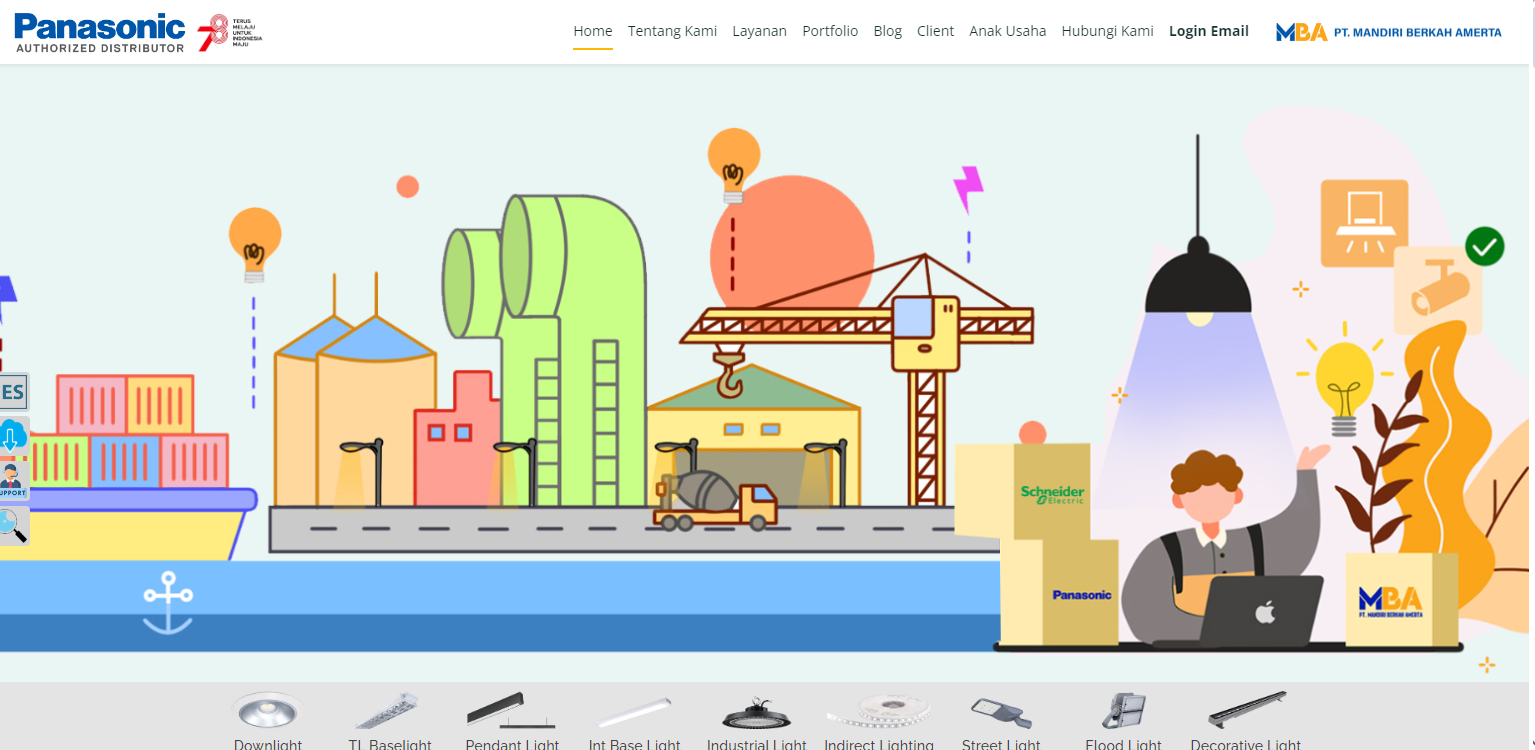 Panasonic
AUTHORIZED DISTRIBUTOR
78
TERUS
MELAJU
UNTUK
INDONESIA
MAJU
Home
Tentang Kami
Layanan
Portfolio
Blog
Client
Anak Usaha
Hubungi Kami
Login Email
MBA
PT. MANDIRI BERKAH AMERTA
ES
UPPORT
Schneider
Electric
Panasonic
MBA
PT. MANDIRI BERKAH AMERTA
Downlight
TL Baselight
Pendant Light
Int Base Light
Industrial Light
Indirect Lighting
Street Light
Flood Light
Decorative Light